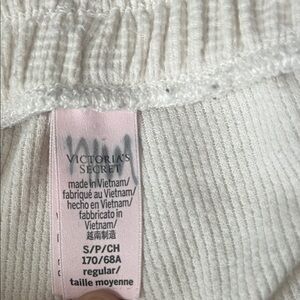 VICTORIA'S
SECRET
made in Vietnam/
fabriqué au Vietnam/
hecho en Vietnam/
fabbricato in
Vietnam/
越南制造
S/P/CH
170/68A
regular/
taille moyenne